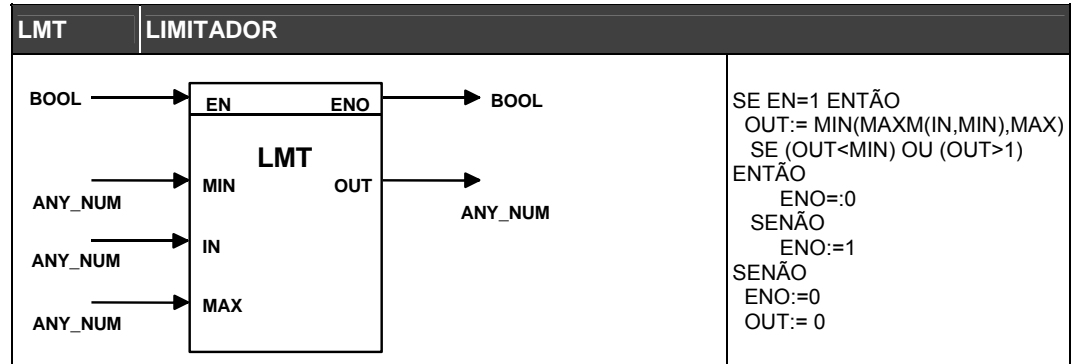 LMT LIMITADOR
BOOL EN ENO BOOL
LMT
MIN OUT
ANY_NUM ANY_NUM
IN
ANY_NUM
MAX
ANY_NUM
SE EN=1 ENTÃO
OUT:= MIN(MAXM(IN,MIN),MAX)
SE (OUT<MIN) OU (OUT>1)
ENTÃO
ENO=:0
SENÃO
ENO:=1
SENÃO
ENO:=0
OUT:= 0